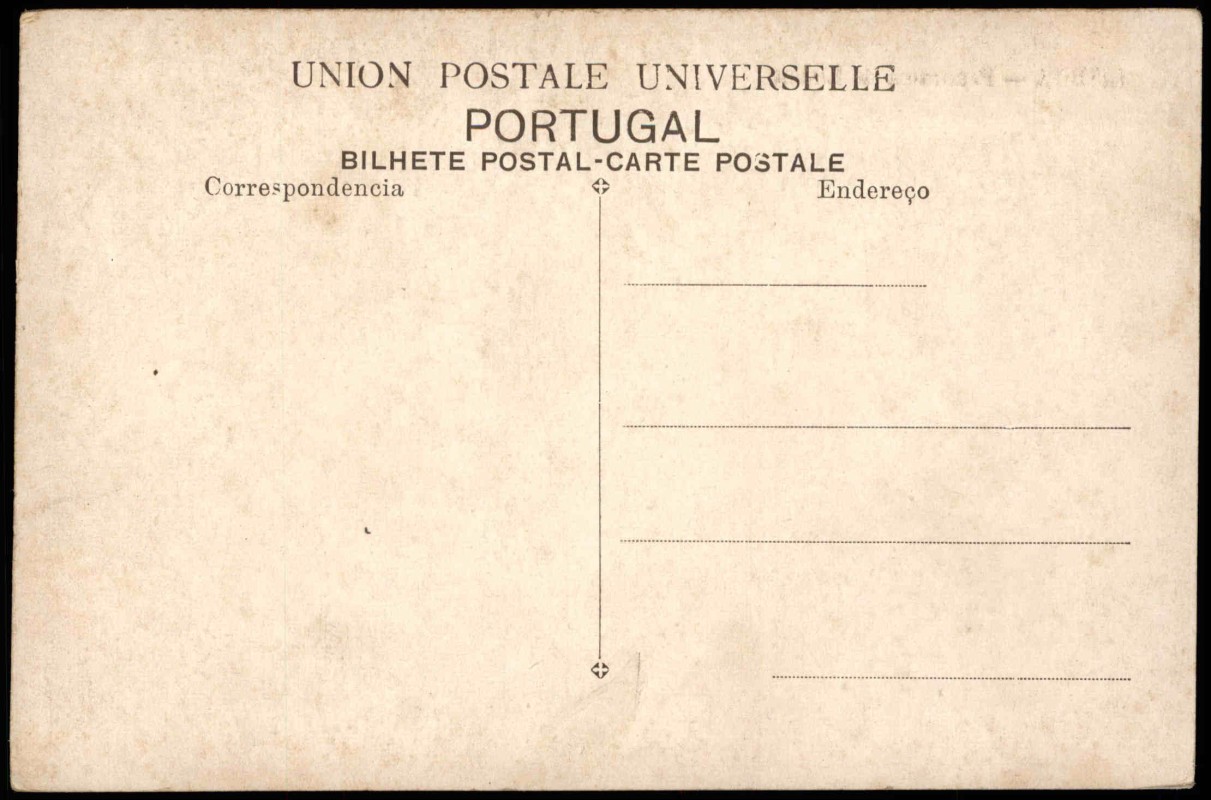 UNION POSTALE UNIVERSELLE
PORTUGAL
BILHETE POSTAL-CARTE POSTALE
Correspondencia
Endereço